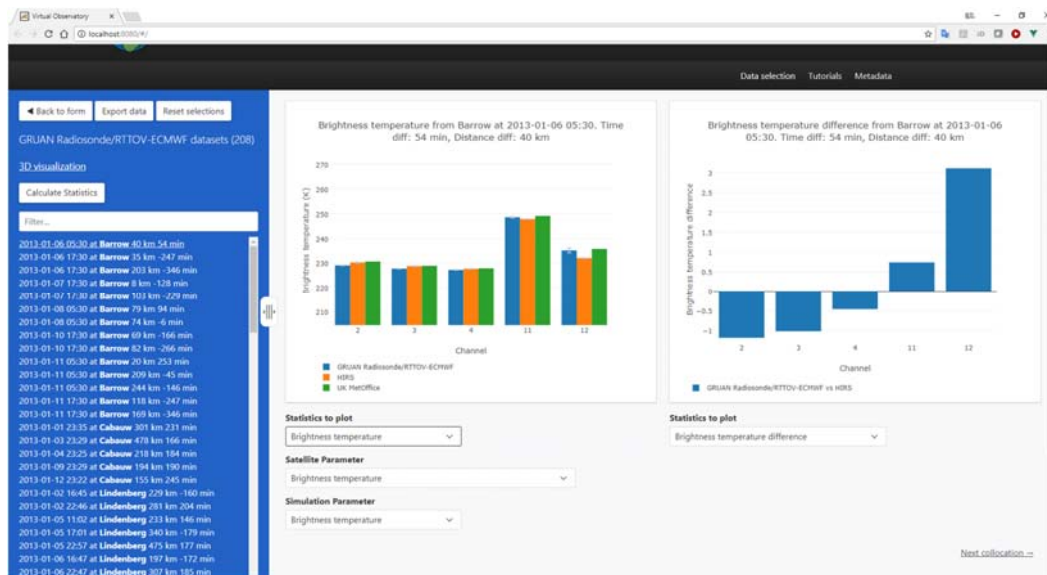 Virtual Observatory
localhost:8080/#/
Data selection Tutorials Metadata
◄ Back to form Export data Reset selections
GRUAN Radiosonde/RTTOV-ECMWF datasets (208)
3D visualization
Calculate Statistics
Filter...
2013-01-06 05:30 at Barrow 40 km 54 min
2013-01-06 17:30 at Barrow 35 km -247 min
2013-01-06 17:30 at Barrow 203 km -346 min
2013-01-07 17:30 at Barrow 8 km -128 min
2013-01-07 17:30 at Barrow 103 km -229 min
2013-01-08 05:30 at Barrow 79 km 94 min
2013-01-08 05:30 at Barrow 74 km -6 min
2013-01-10 17:30 at Barrow 69 km -166 min
2013-01-10 17:30 at Barrow 82 km -266 min
2013-01-11 05:30 at Barrow 20 km 253 min
2013-01-11 05:30 at Barrow 209 km -45 min
2013-01-11 05:30 at Barrow 244 km -146 min
2013-01-11 17:30 at Barrow 118 km -247 min
2013-01-11 17:30 at Barrow 169 km -346 min
2013-01-01 23:35 at Cabauw 301 km 231 min
2013-01-03 23:29 at Cabauw 478 km 166 min
2013-01-04 23:25 at Cabauw 218 km 184 min
2013-01-09 23:29 at Cabauw 194 km 190 min
2013-01-12 23:22 at Cabauw 155 km 245 min
2013-01-02 16:45 at Lindenberg 229 km -160 min
2013-01-02 22:46 at Lindenberg 281 km 204 min
2013-01-05 11:02 at Lindenberg 233 km 146 min
2013-01-05 17:01 at Lindenberg 340 km -179 min
2013-01-05 22:57 at Lindenberg 475 km 177 min
2013-01-06 16:47 at Lindenberg 197 km -172 min
2013-01-06 22:47 at Lindenberg 307 km 185 min
Brightness temperature from Barrow at 2013-01-06 05:30. Time
diff: 54 min, Distance diff: 40 km
Brightness temperature (K)
270
260
250
240
230
220
210
2 3 4 11 12
Channel
GRUAN Radiosonde/RTTOV-ECMWF
HIRS
UK MetOffice
Statistics to plot
Brightness temperature
Satellite Parameter
Brightness temperature
Simulation Parameter
Brightness temperature
Brightness temperature difference from Barrow at 2013-01-06
05:30. Time diff: 54 min, Distance diff: 40 km
Brightness temperature difference
3
2.5
2
1.5
1
0.5
0
−0.5
−1
2 3 4 11 12
Channel
GRUAN Radiosonde/RTTOV-ECMWF vs HIRS
Statistics to plot
Brightness temperature difference
Next collocation →